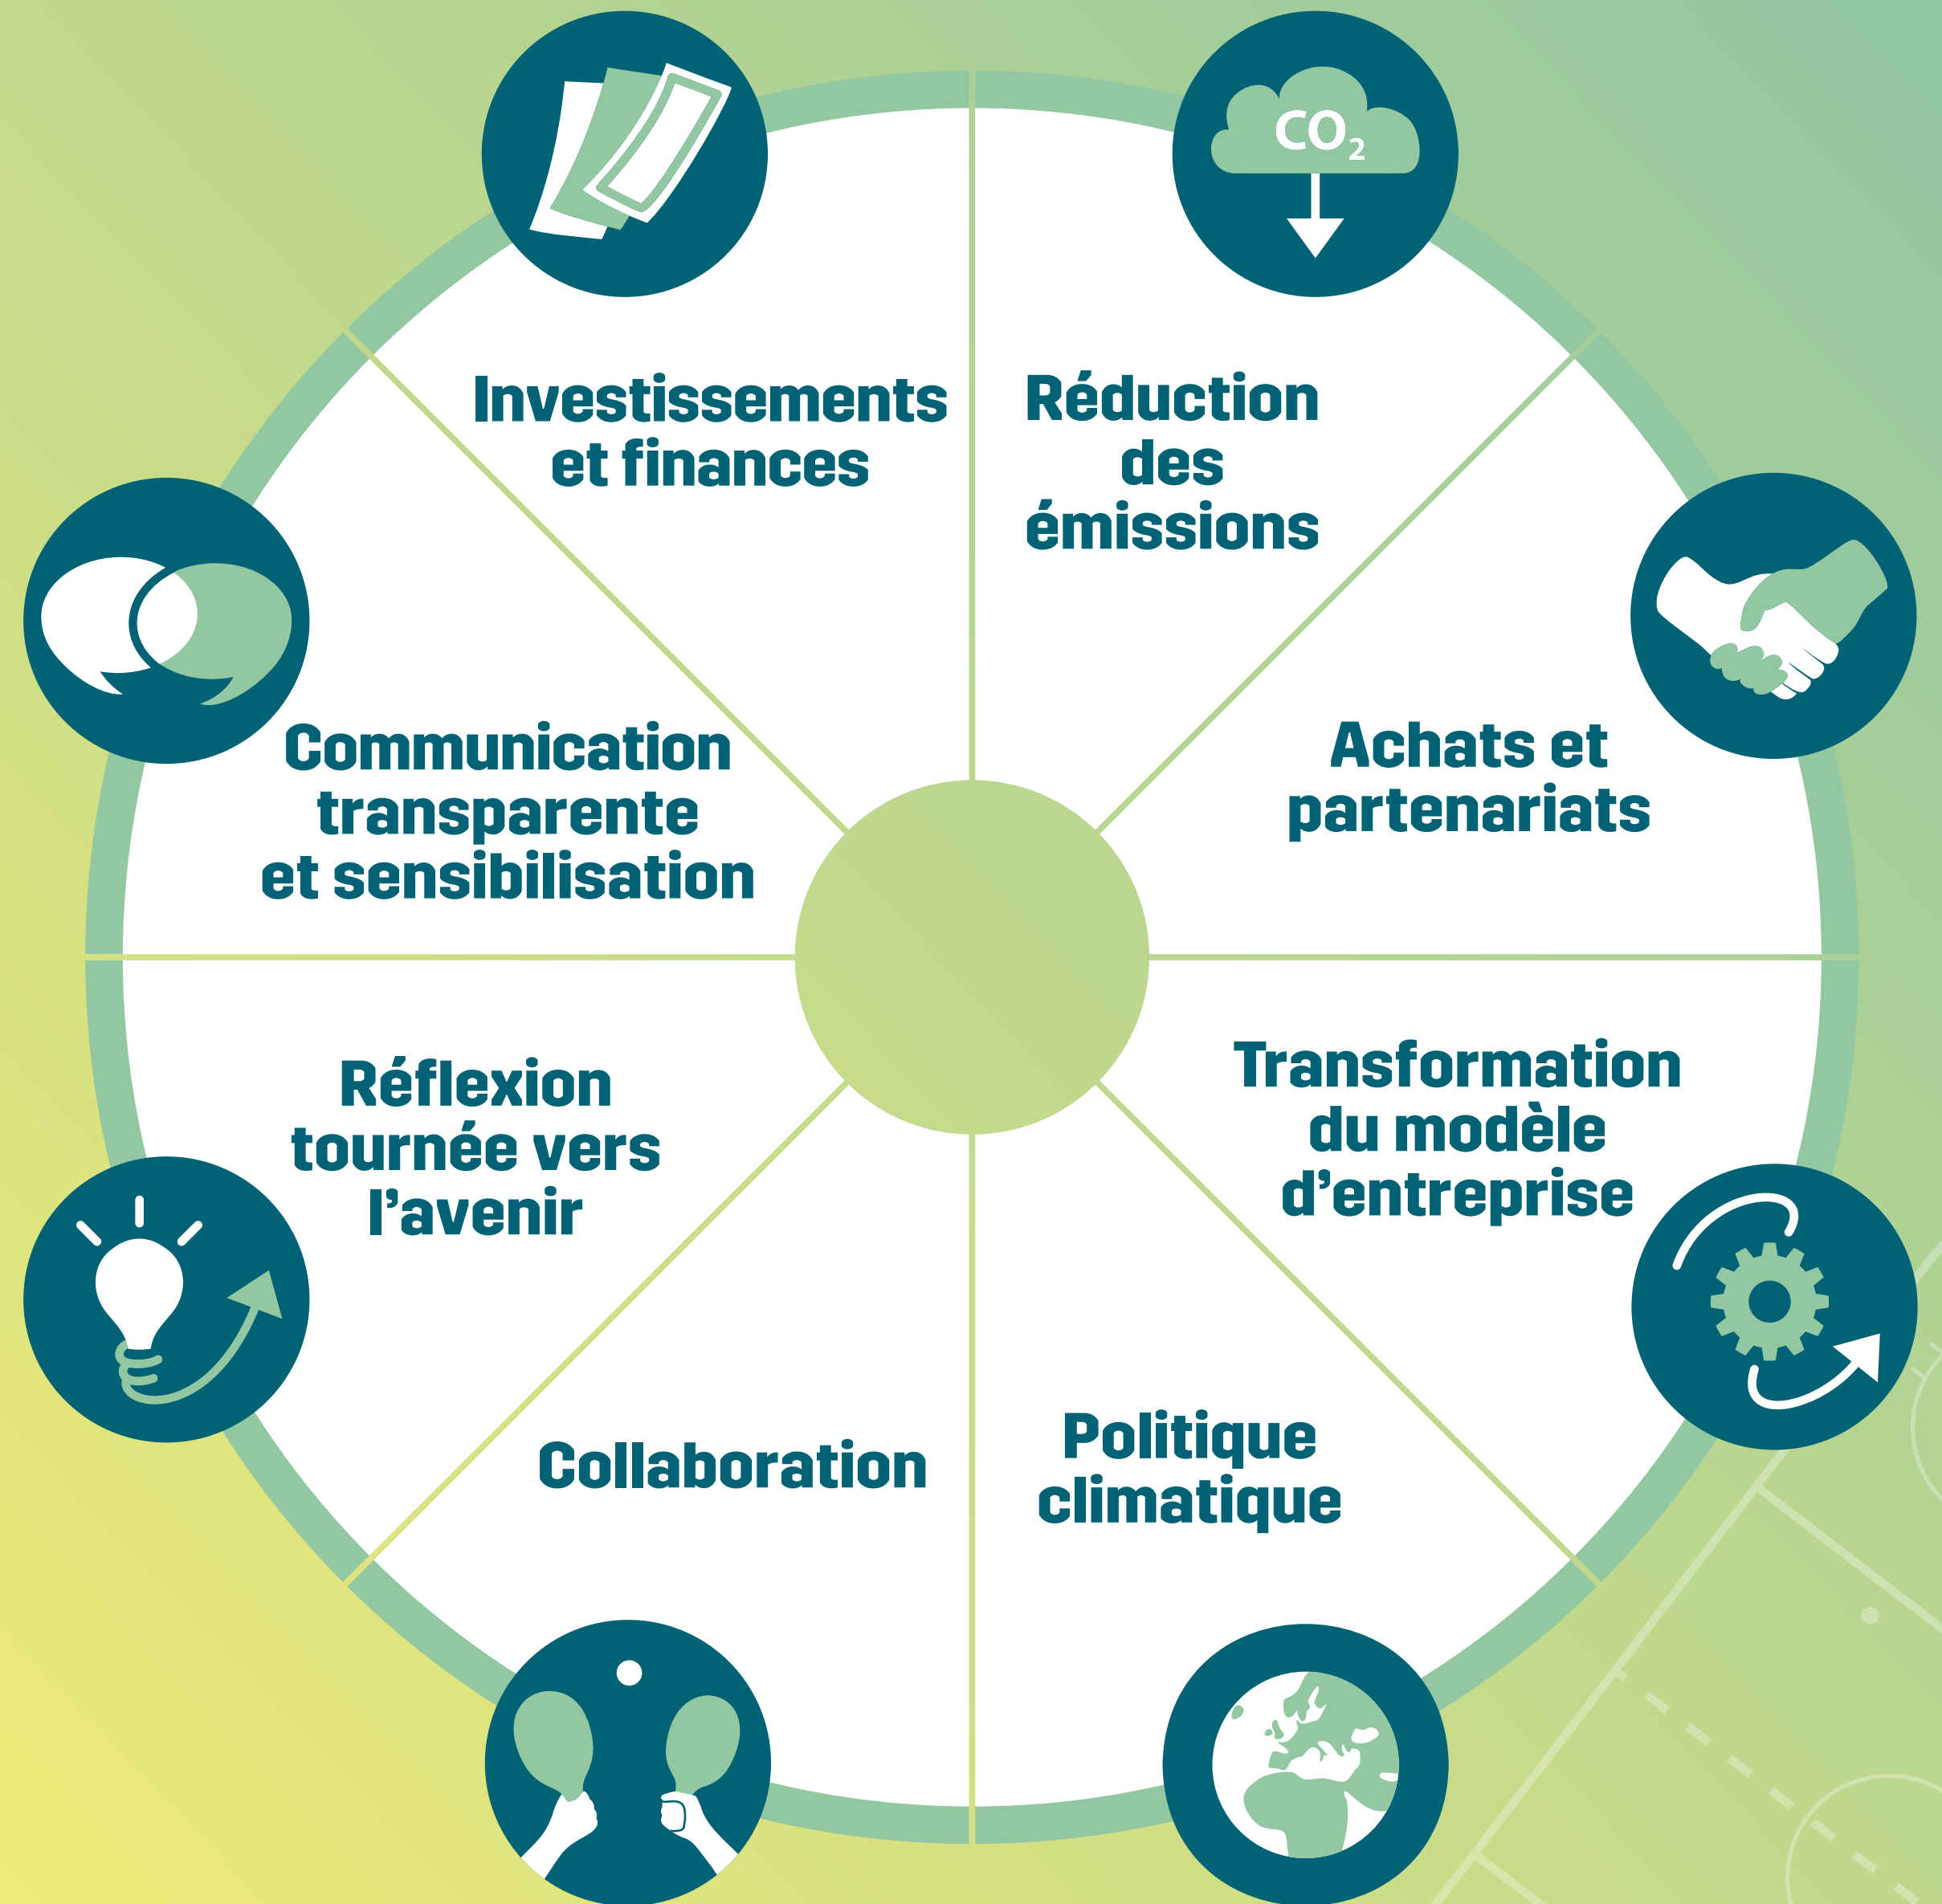 CO₂
Investissements
et finances
Réduction
des
émissions
Communication
transparente
et sensibilisation
Achats et
partenariats
Réflexion
tournée vers
l'avenir
Transformation
du modèle
d'entreprise
Collaboration
Politique
climatique